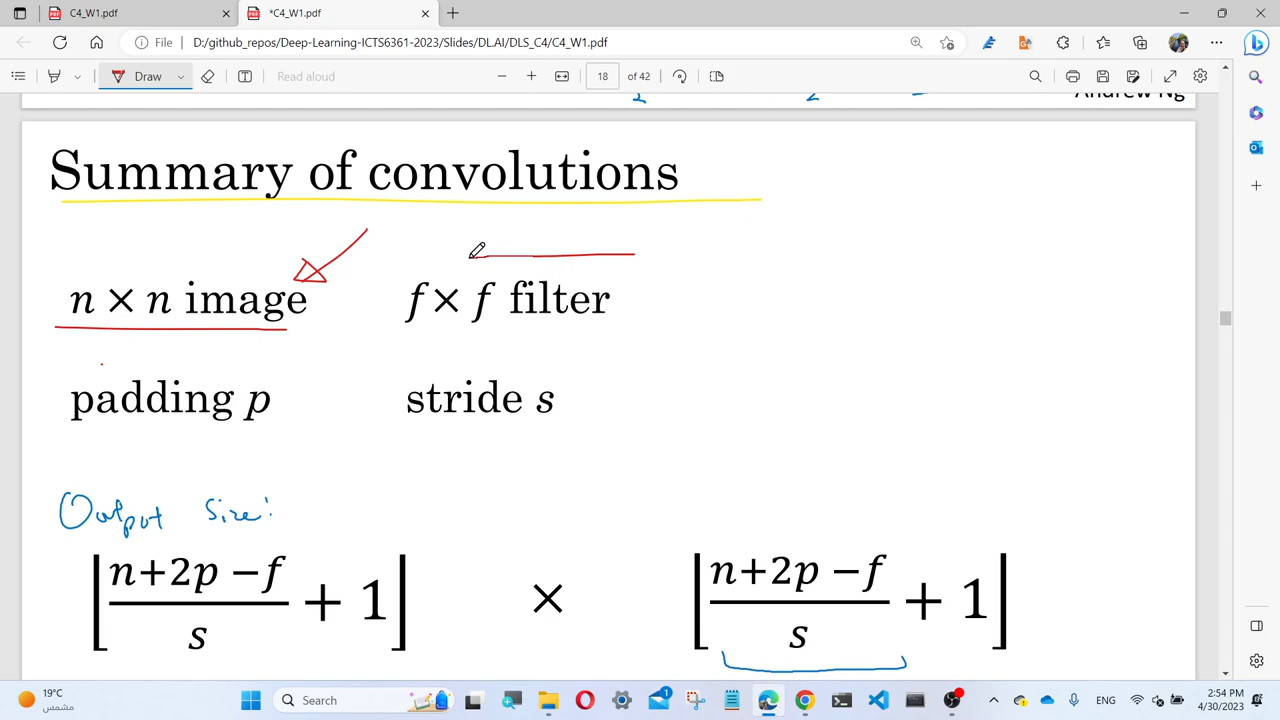 C4_W1.pdf
*C4_W1.pdf
File
D:/github_repos/Deep-Learning-ICTS6361-2023/Slides/DL.AI/DLS_C4/C4_W1.pdf
Draw
Read aloud
18 of 42
Andrew Ng
Summary of convolutions
n × n image f × f filter
padding p stride s
Output size:
⌊(n+2p −f)/s + 1⌋ × ⌊(n+2p −f)/s + 1⌋
19°C
مشمس
Search
1
ENG
2:54 PM
4/30/2023